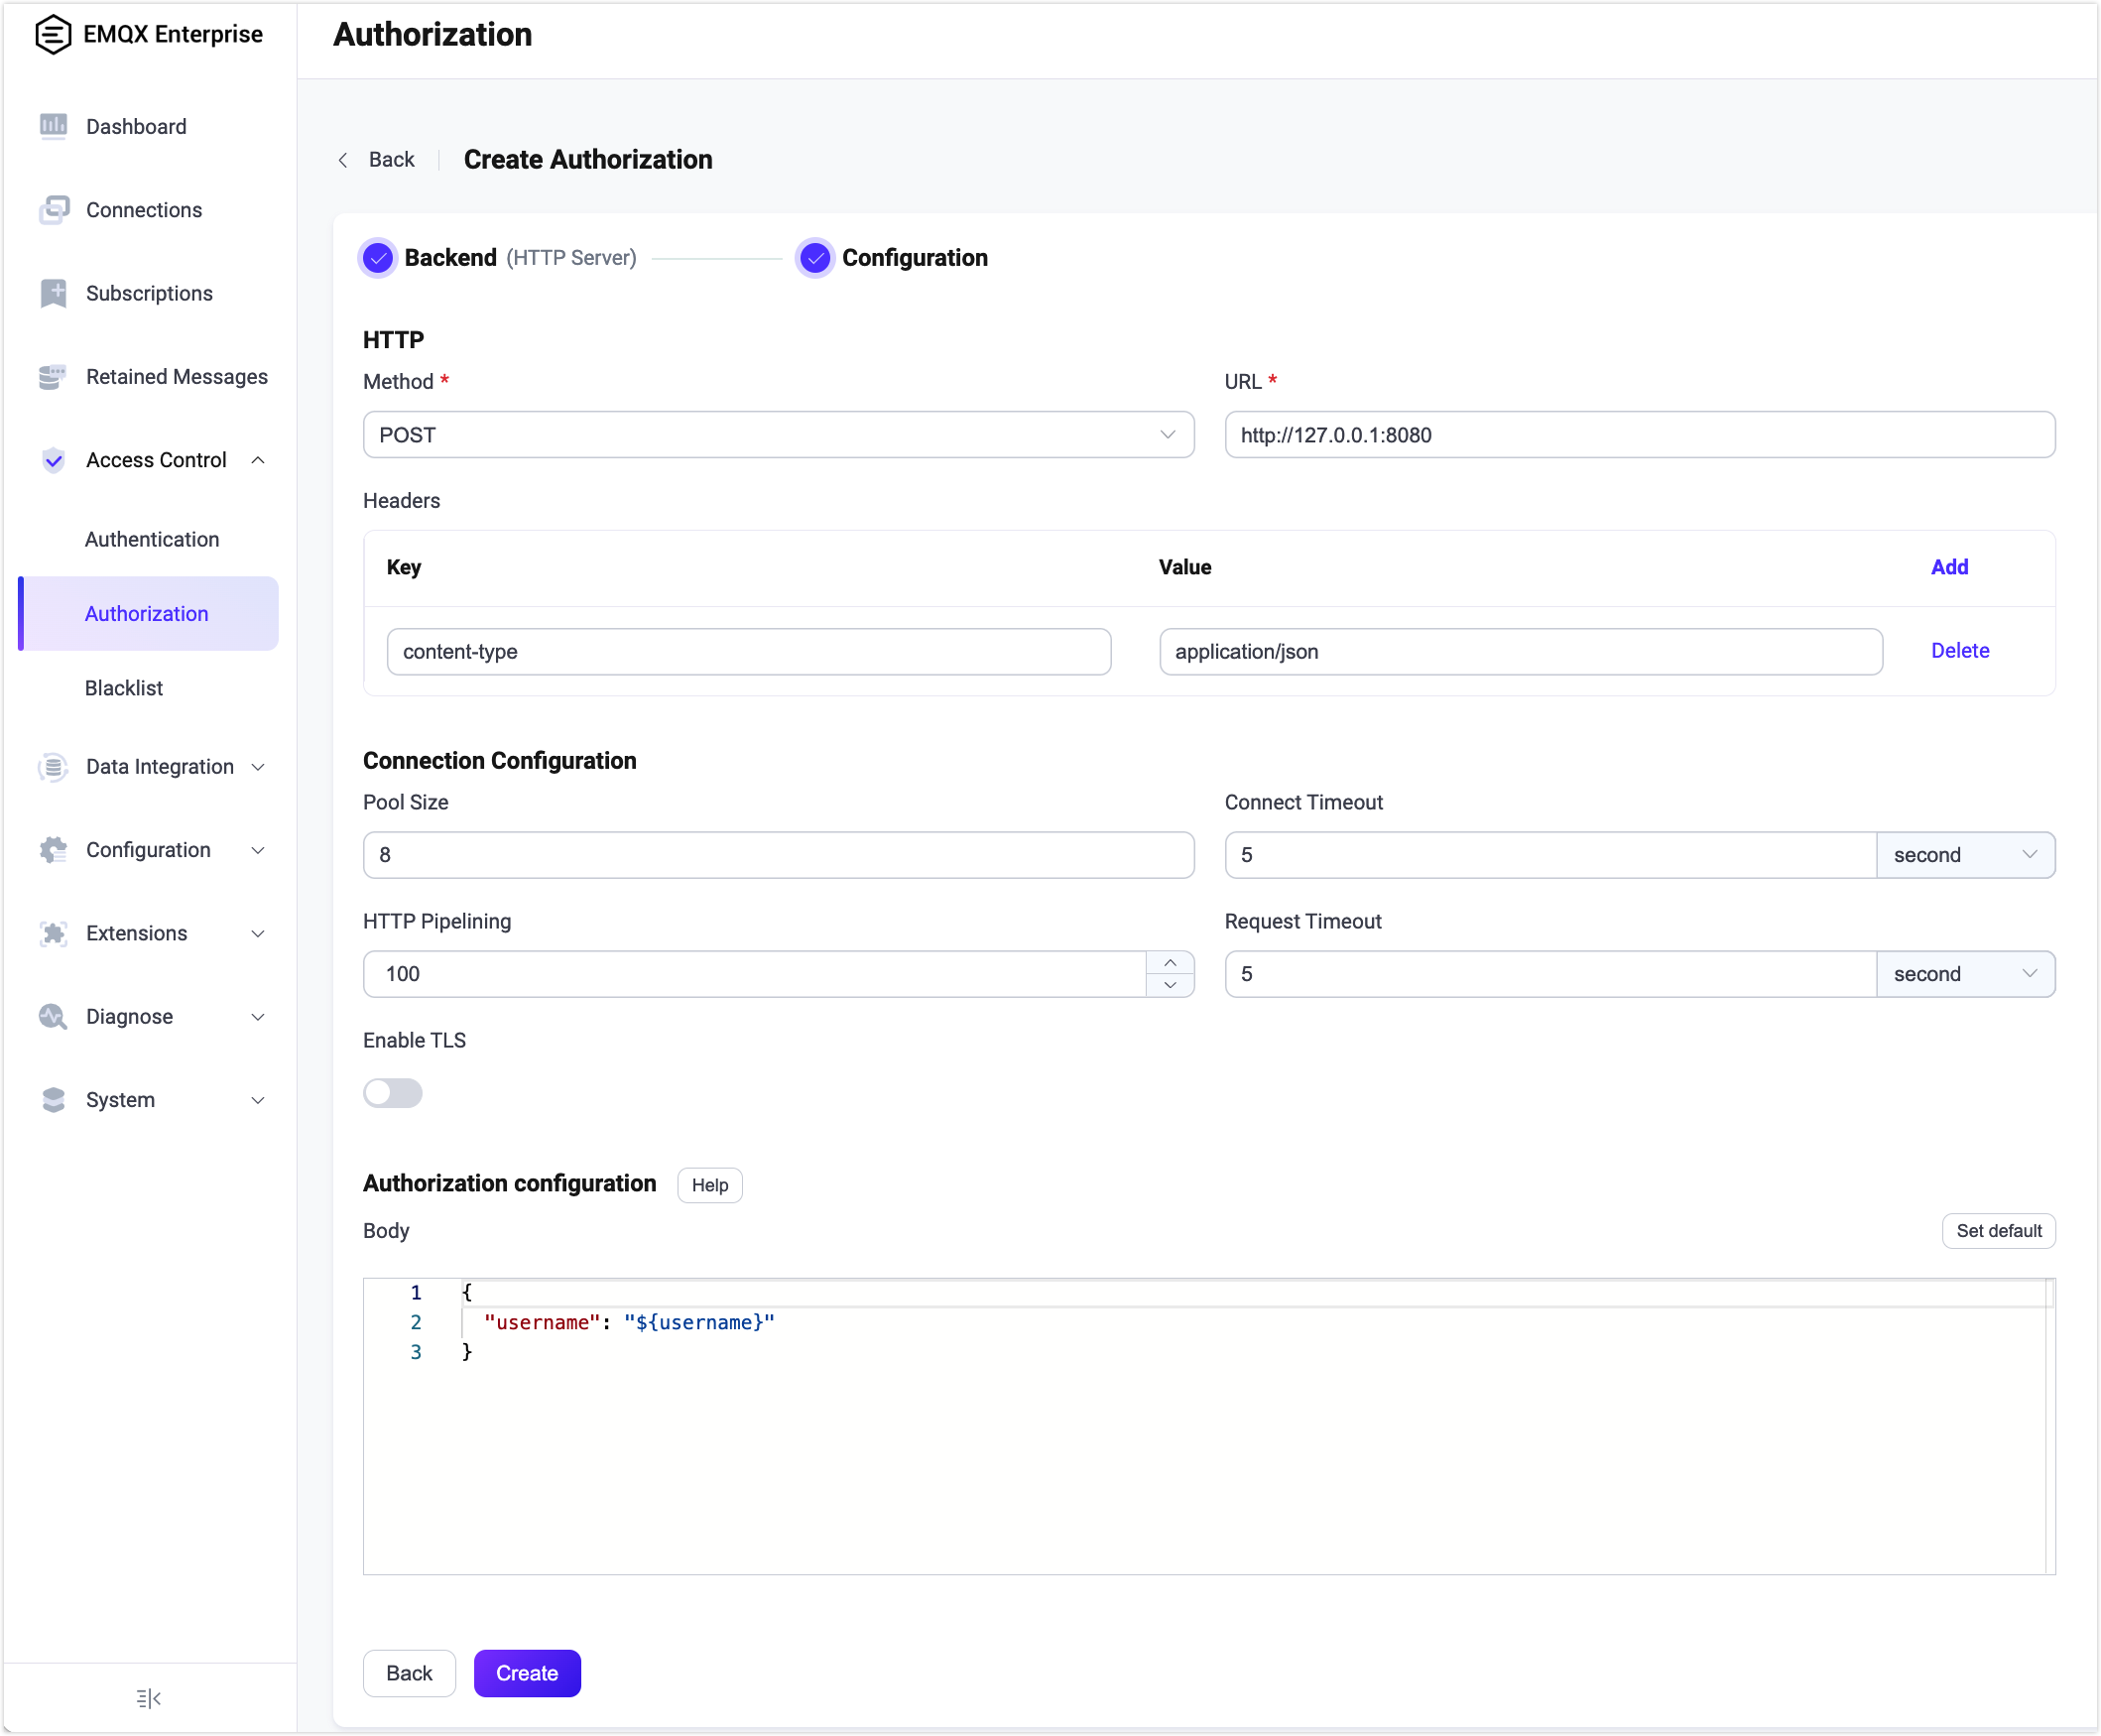 EMQX Enterprise
Dashboard
Connections
Subscriptions
Retained Messages
Access Control
Authentication
Authorization
Blacklist
Data Integration
Configuration
Extensions
Diagnose
System
Authorization
Back
Create Authorization
Backend (HTTP Server)
Configuration
HTTP
Method *
URL *
POST
http://127.0.0.1:8080
Headers
Key Value Add
content-type application/json Delete
Connection Configuration
Pool Size
Connect Timeout
8
5 second
HTTP Pipelining
Request Timeout
100
5 second
Enable TLS
Authorization configuration Help
Body Set default
1 {
2 "username": "${username}"
3 }
Back Create